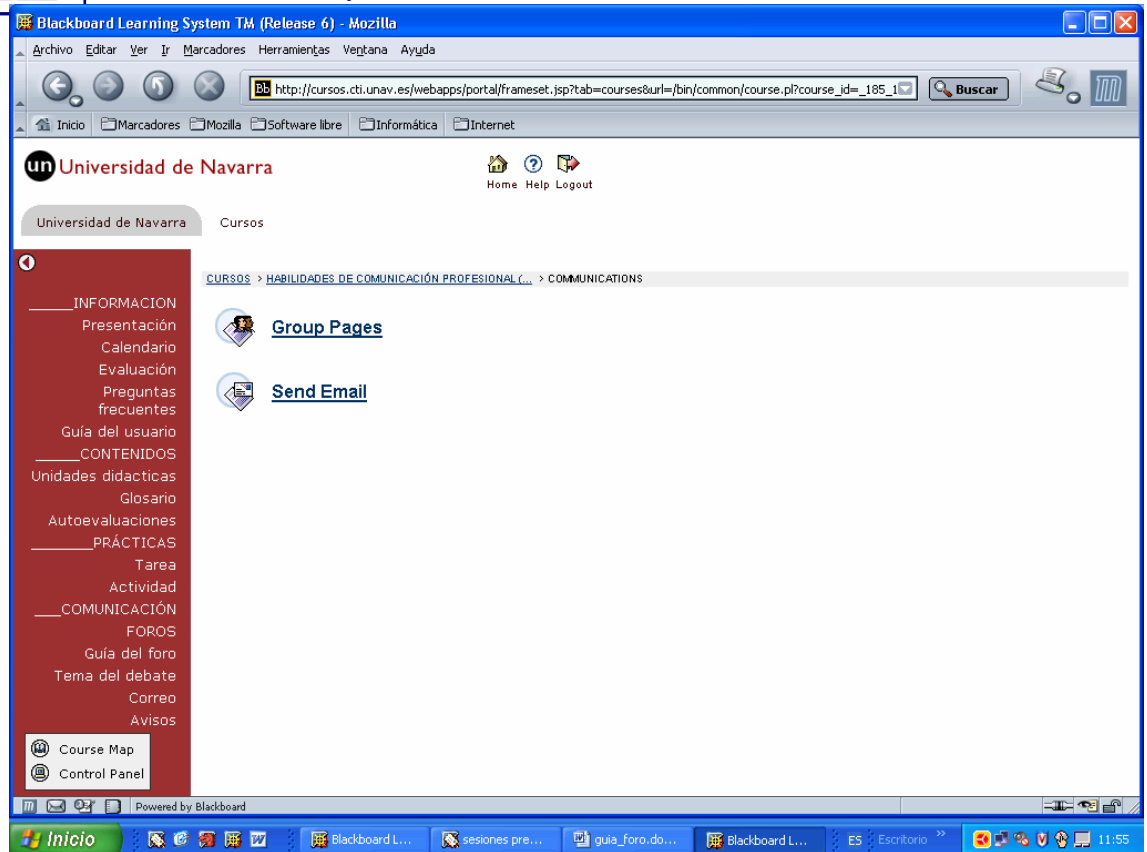 Blackboard Learning System TM (Release 6) - Mozilla
Archivo Editar Ver Ir Marcadores Herramientas Ventana Ayuda
Bb http://cursos.cti.unav.es/webapps/portal/frameset.jsp?tab=courses&url=/bin/common/course.pl?course_id=_185_1 Buscar
Inicio Marcadores Mozilla Software libre Informática Internet
un Universidad de Navarra
Home Help Logout
Universidad de Navarra Cursos
CURSOS > HABILIDADES DE COMUNICACIÓN PROFESIONAL (... > COMMUNICATIONS
_____INFORMACION
Presentación
Calendario
Evaluación
Preguntas
frecuentes
Guía del usuario
_____CONTENIDOS
Unidades didacticas
Glosario
Autoevaluaciones
_______PRÁCTICAS
Tarea
Actividad
___COMUNICACIÓN
FOROS
Guía del foro
Tema del debate
Correo
Avisos
Course Map
Control Panel
Group Pages
Send Email
Powered by Blackboard
Inicio Blackboard L... sesiones pre... guia_foro.do... Blackboard L... ES Escritorio » 11:55